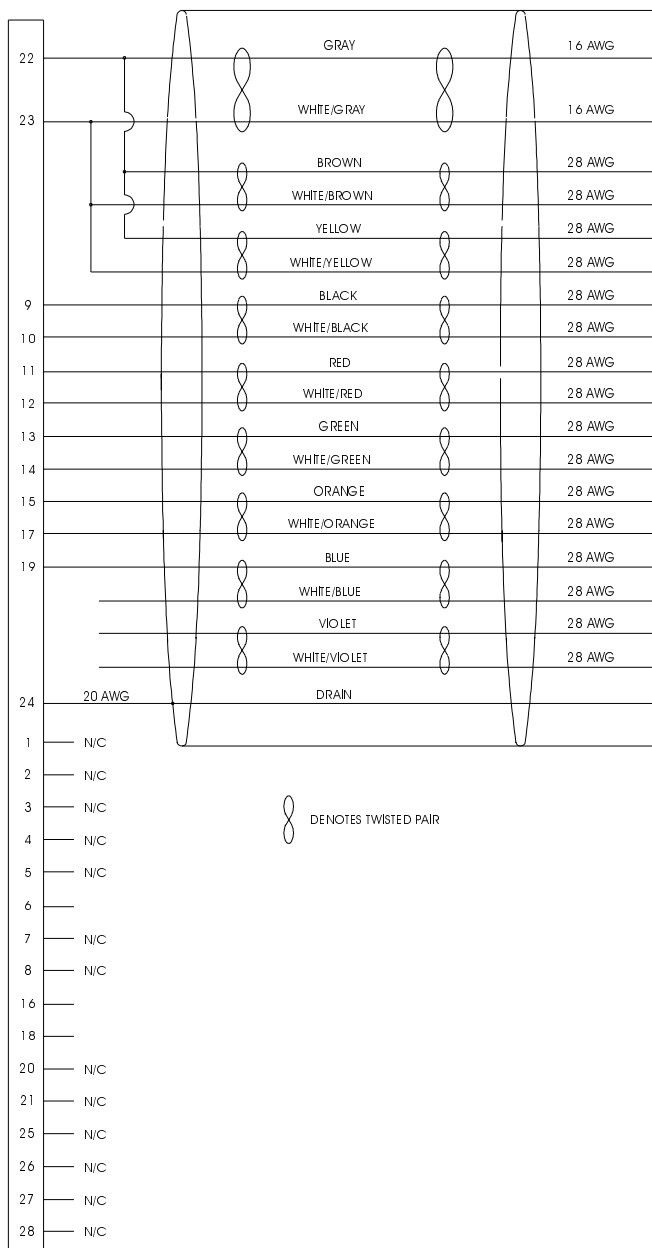 22 GRAY 16 AWG
23 WHITE/GRAY 16 AWG
BROWN 28 AWG
WHITE/BROWN 28 AWG
YELLOW 28 AWG
WHITE/YELLOW 28 AWG
9 BLACK 28 AWG
10 WHITE/BLACK 28 AWG
11 RED 28 AWG
12 WHITE/RED 28 AWG
13 GREEN 28 AWG
14 WHITE/GREEN 28 AWG
15 ORANGE 28 AWG
17 WHITE/ORANGE 28 AWG
19 BLUE 28 AWG
WHITE/BLUE 28 AWG
VIOLET 28 AWG
WHITE/VIOLET 28 AWG
24 20 AWG DRAIN
1 N/C
2 N/C
3 N/C
DENOTES TWISTED PAIR
4 N/C
5 N/C
6
7 N/C
8 N/C
16
18
20 N/C
21 N/C
25 N/C
26 N/C
27 N/C
28 N/C